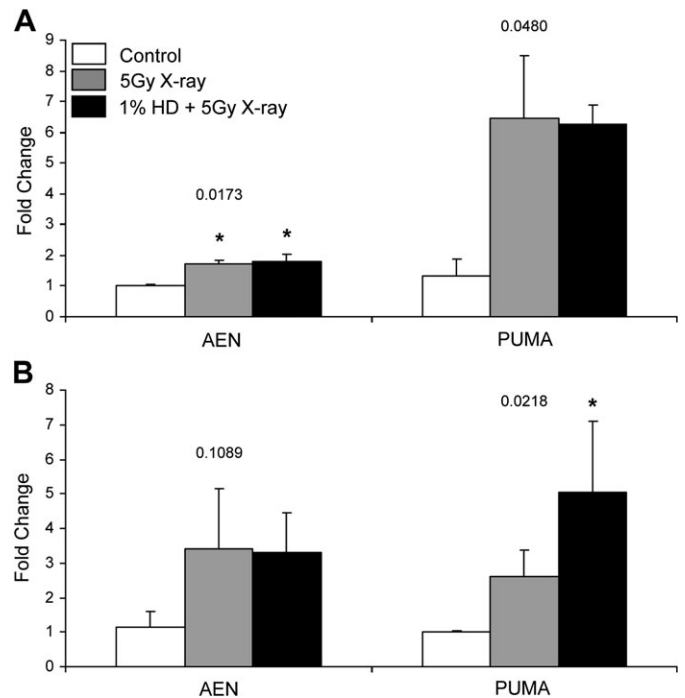 A
0.0480
9
Control
8
5Gy X-ray
7
1% HD + 5Gy X-ray
6
5
Fold Change
4
0.0173
3
*
*
2
1
0
AEN
PUMA
B
8
0.0218
*
7
0.1089
6
5
Fold Change
4
3
2
1
0
AEN
PUMA